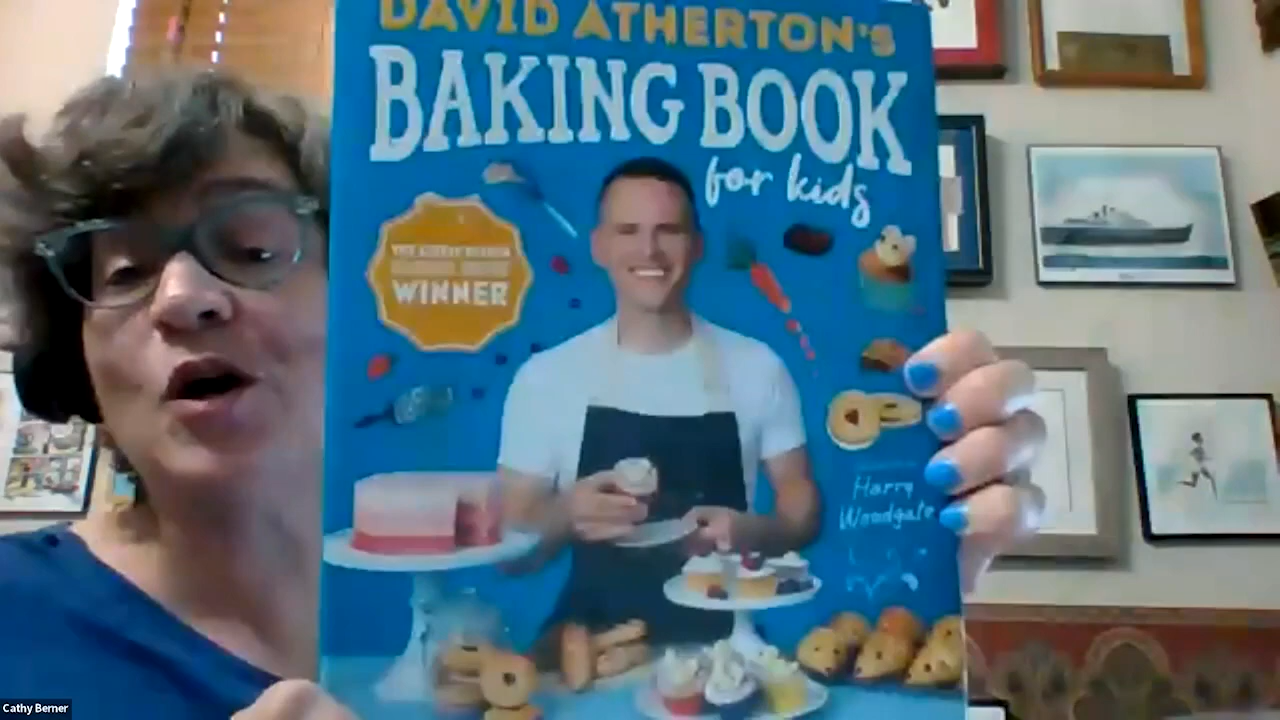 DAVID ATHERTON'S
BAKING BOOK
for kids
WINNER
Harry
Woodgate
Cathy Berner